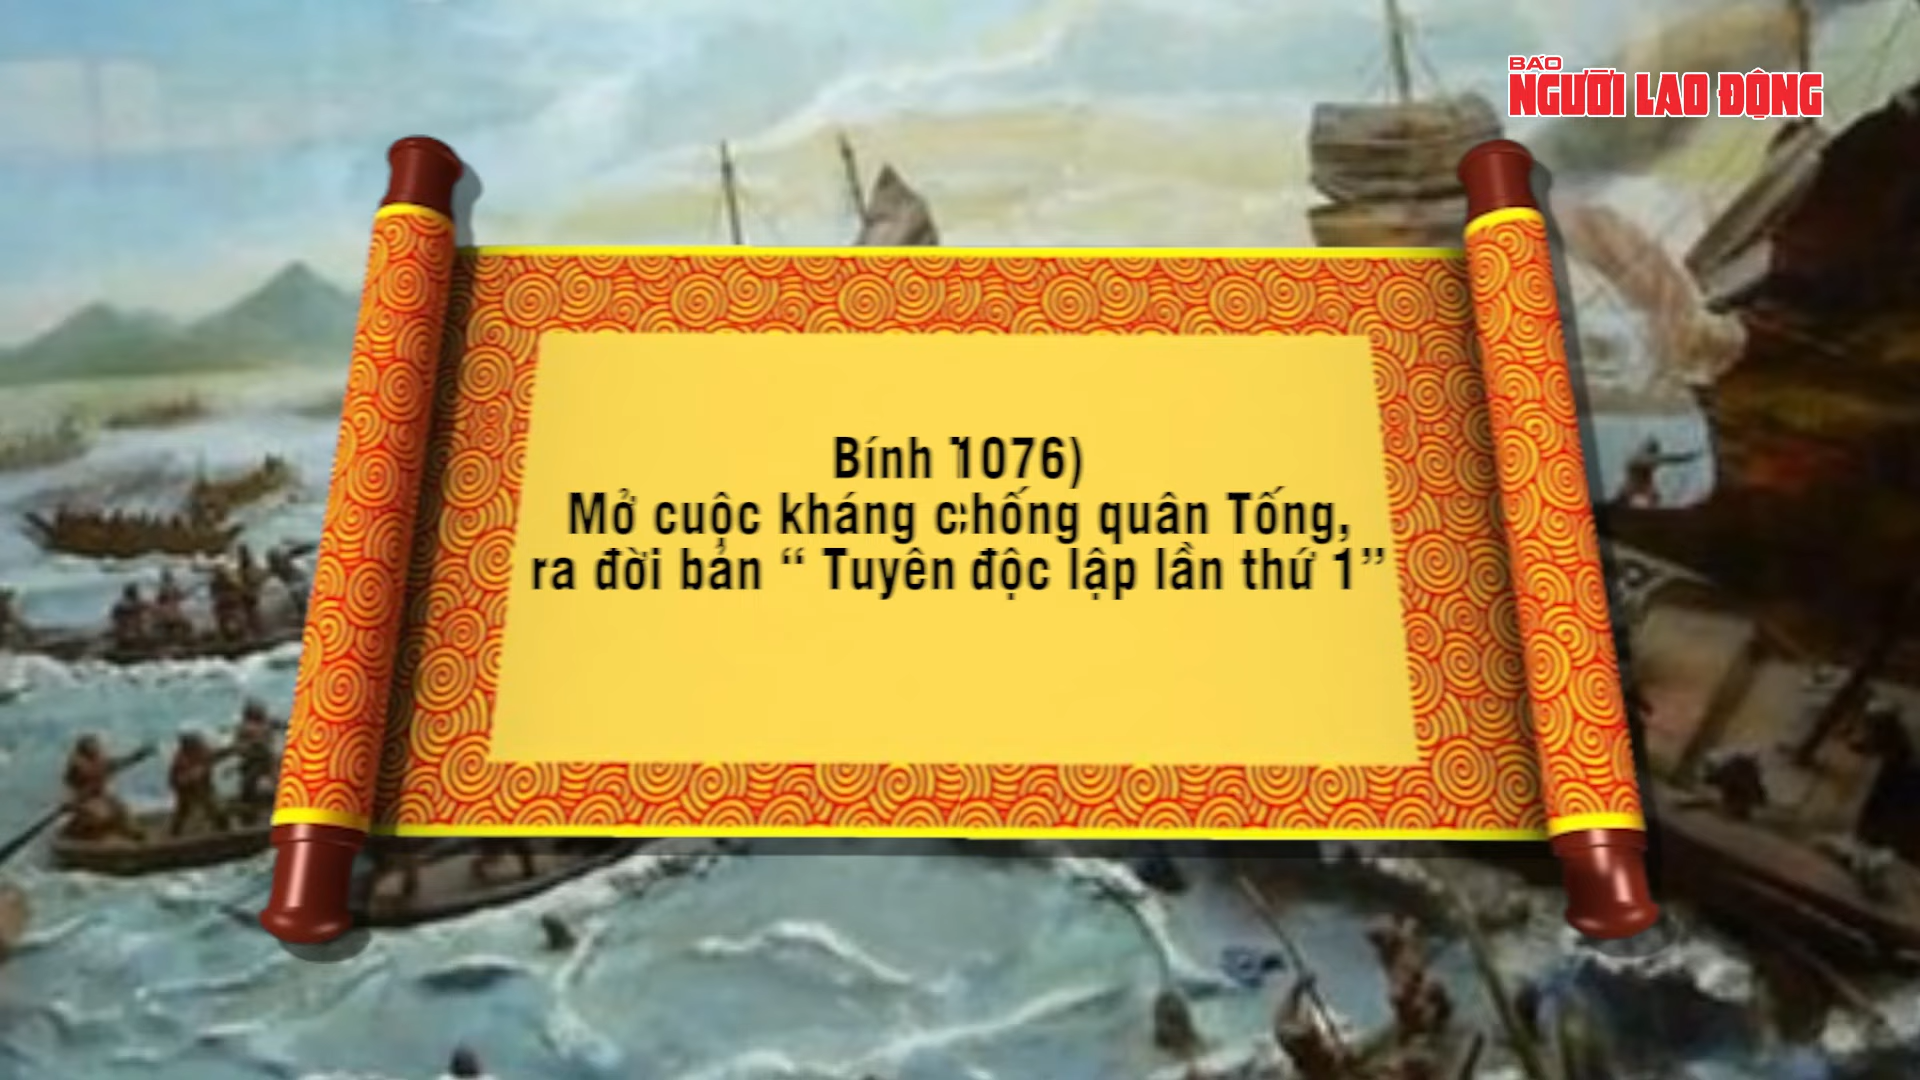 BÁO
NGƯỜI LAO ĐỘNG
Bính 1076)
Mở cuộc kháng chống quân Tống,
ra đời bản “ Tuyên độc lập lần thứ 1”